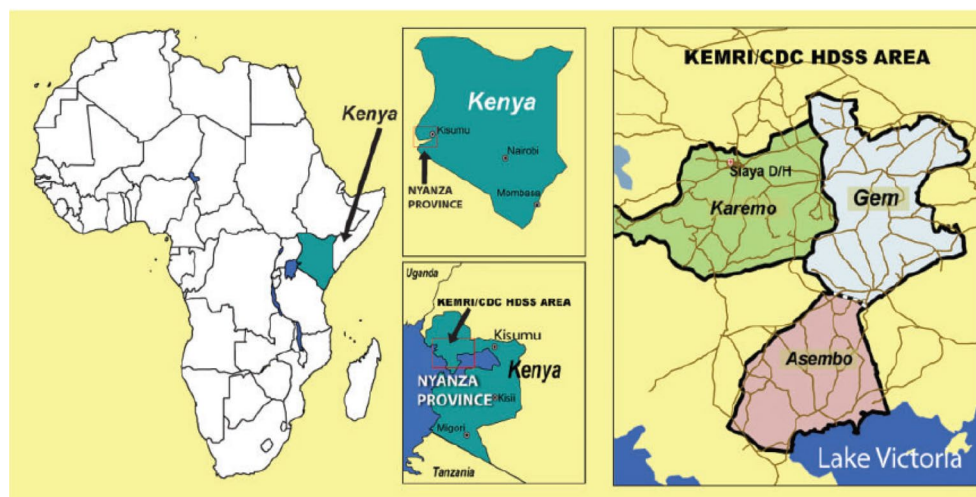 Kenya
Kenya
Kisumu
Nairobi
Mombasa
NYANZA
PROVINCE
Uganda
KEMRI/CDC HDSS AREA
Kisumu
Kenya
NYANZA
PROVINCE
Kisii
Migori
Tanzania
KEMRI/CDC HDSS AREA
Siaya D/H
Karemo
Gem
Asembo
Lake Victoria